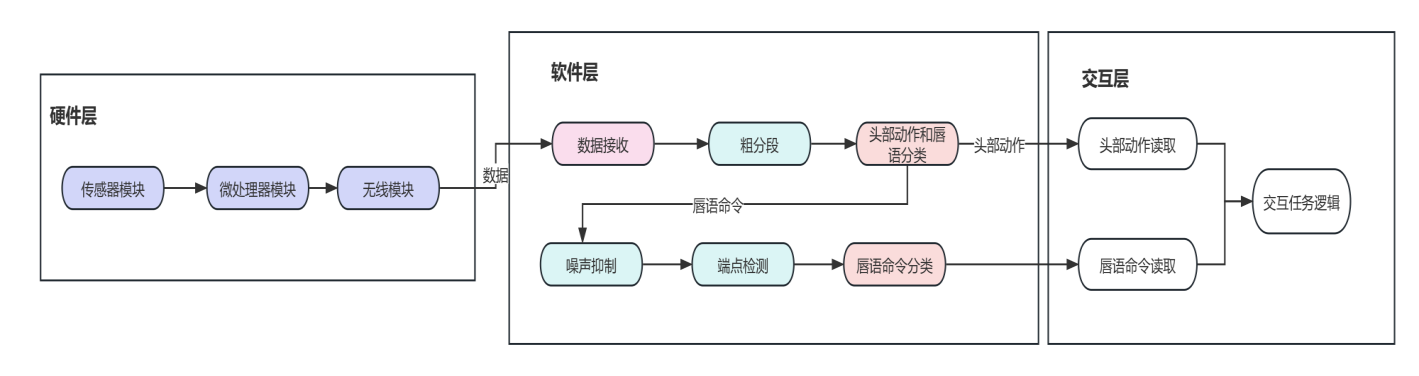 硬件层
传感器模块
微处理器模块
无线模块
数据
软件层
数据接收
粗分段
头部动作和唇
语分类
头部动作
唇语命令
噪声抑制
端点检测
唇语命令分类
交互层
头部动作读取
唇语命令读取
交互任务逻辑